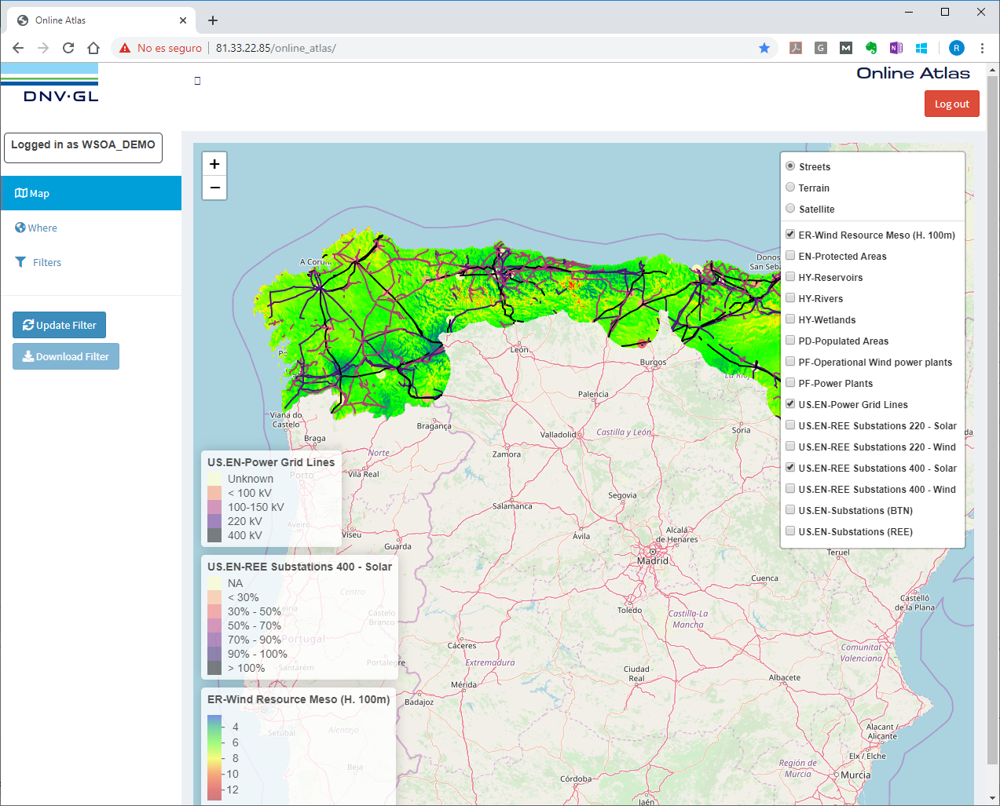 Online Atlas
No es seguro
81.33.22.85/online_atlas/
G
M
N
R
DNV·GL
Online Atlas
Log out
Logged in as WSOA_DEMO
Map
Where
Filters
Update Filter
Download Filter
+
−
Streets
Terrain
Satellite
ER-Wind Resource Meso (H. 100m)
EN-Protected Areas
HY-Reservoirs
HY-Rivers
HY-Wetlands
PD-Populated Areas
PF-Operational Wind power plants
PF-Power Plants
US.EN-Power Grid Lines
US.EN-REE Substations 220 - Solar
US.EN-REE Substations 220 - Wind
US.EN-REE Substations 400 - Solar
US.EN-REE Substations 400 - Wind
US.EN-Substations (BTN)
US.EN-Substations (REE)
León
Burgos
Palencia
Viana do
Castelo
Braga
Bragança
Valladolid
Castilla y León
Soria
Norte
Zamora
Porto
Vila Real
Segovia
Salamanca
Aveiro
Viseu
Guarda
Ávila
Alcalá
de Henares
Madrid
Teruel
Cuenca
Castelló
de la Plana
Toledo
Castilla-La
Mancha
Centro
Castelo
Branco
Portugal
Cáceres
Extremadura
Comunitat
Valenciana
Santarém
Portalegre
Ciudad
Real
Albacete
Mérida
Badajoz
Setúbal
Alentejo
Alacant /
Alicante
Elx / Elche
Beja
Región de
Murcia
Murcia
Córdoba
Jaén
US.EN-Power Grid Lines
Unknown
< 100 kV
100-150 kV
220 kV
400 kV
US.EN-REE Substations 400 - Solar
NA
< 30%
30% - 50%
50% - 70%
70% - 90%
90% - 100%
> 100%
ER-Wind Resource Meso (H. 100m)
4
6
8
10
12